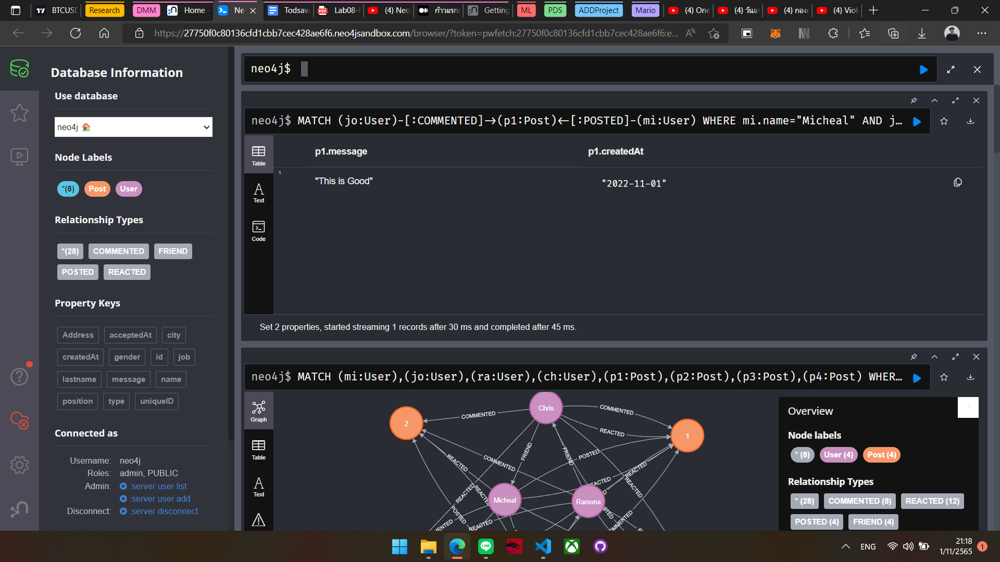 BTCUSD
Research
DMM
Home
Ne
Todsava
Lab08-
(4) Neo
ก้าวแรก
Getting
ML
PDS
ADDProject
Mario
(4) One
(4) วันแ
(4) กอง
(4) Viol
https://27750f0c80136cfd1cbb7cec428ae6f6.neo4jsandbox.com/browser/?token=pwfetch:27750f0c80136cfd1cbb7cec428ae6f6:e...
Database Information
Use database
neo4j
Node Labels
*(8) Post User
Relationship Types
*(28) COMMENTED FRIEND
POSTED REACTED
Property Keys
Address acceptedAt city
createdAt gender id job
lastname message name
position type uniqueID
Connected as
Username: neo4j
Roles: admin, PUBLIC
Admin: :server user list
:server user add
Disconnect: :server disconnect
neo4j$
neo4j$ MATCH (jo:User)-[:COMMENTED]->(p1:Post)<-[:POSTED]-(mi:User) WHERE mi.name="Micheal" AND j...
Table
Text
Code
p1.message p1.createdAt
1
"This is Good" "2022-11-01"
Set 2 properties, started streaming 1 records after 30 ms and completed after 45 ms.
neo4j$ MATCH (mi:User),(jo:User),(ra:User),(ch:User),(p1:Post),(p2:Post),(p3:Post),(p4:Post) WHER...
Graph
Table
Text
Chris
2
1
Micheal
Ramona
COMMENTED
COMMENTED
REACTED
FRIEND
FRIEND
POSTED
REACTED
COMMENTED
REACTED
REACTED
REACTED
POSTED
REACTED
COMMENTED
Overview
Node labels
* (8) User (4) Post (4)
Relationship Types
* (28) COMMENTED (8) REACTED (12)
POSTED (4) FRIEND (4)
LINE
ENG
21:18
1/11/2565
1